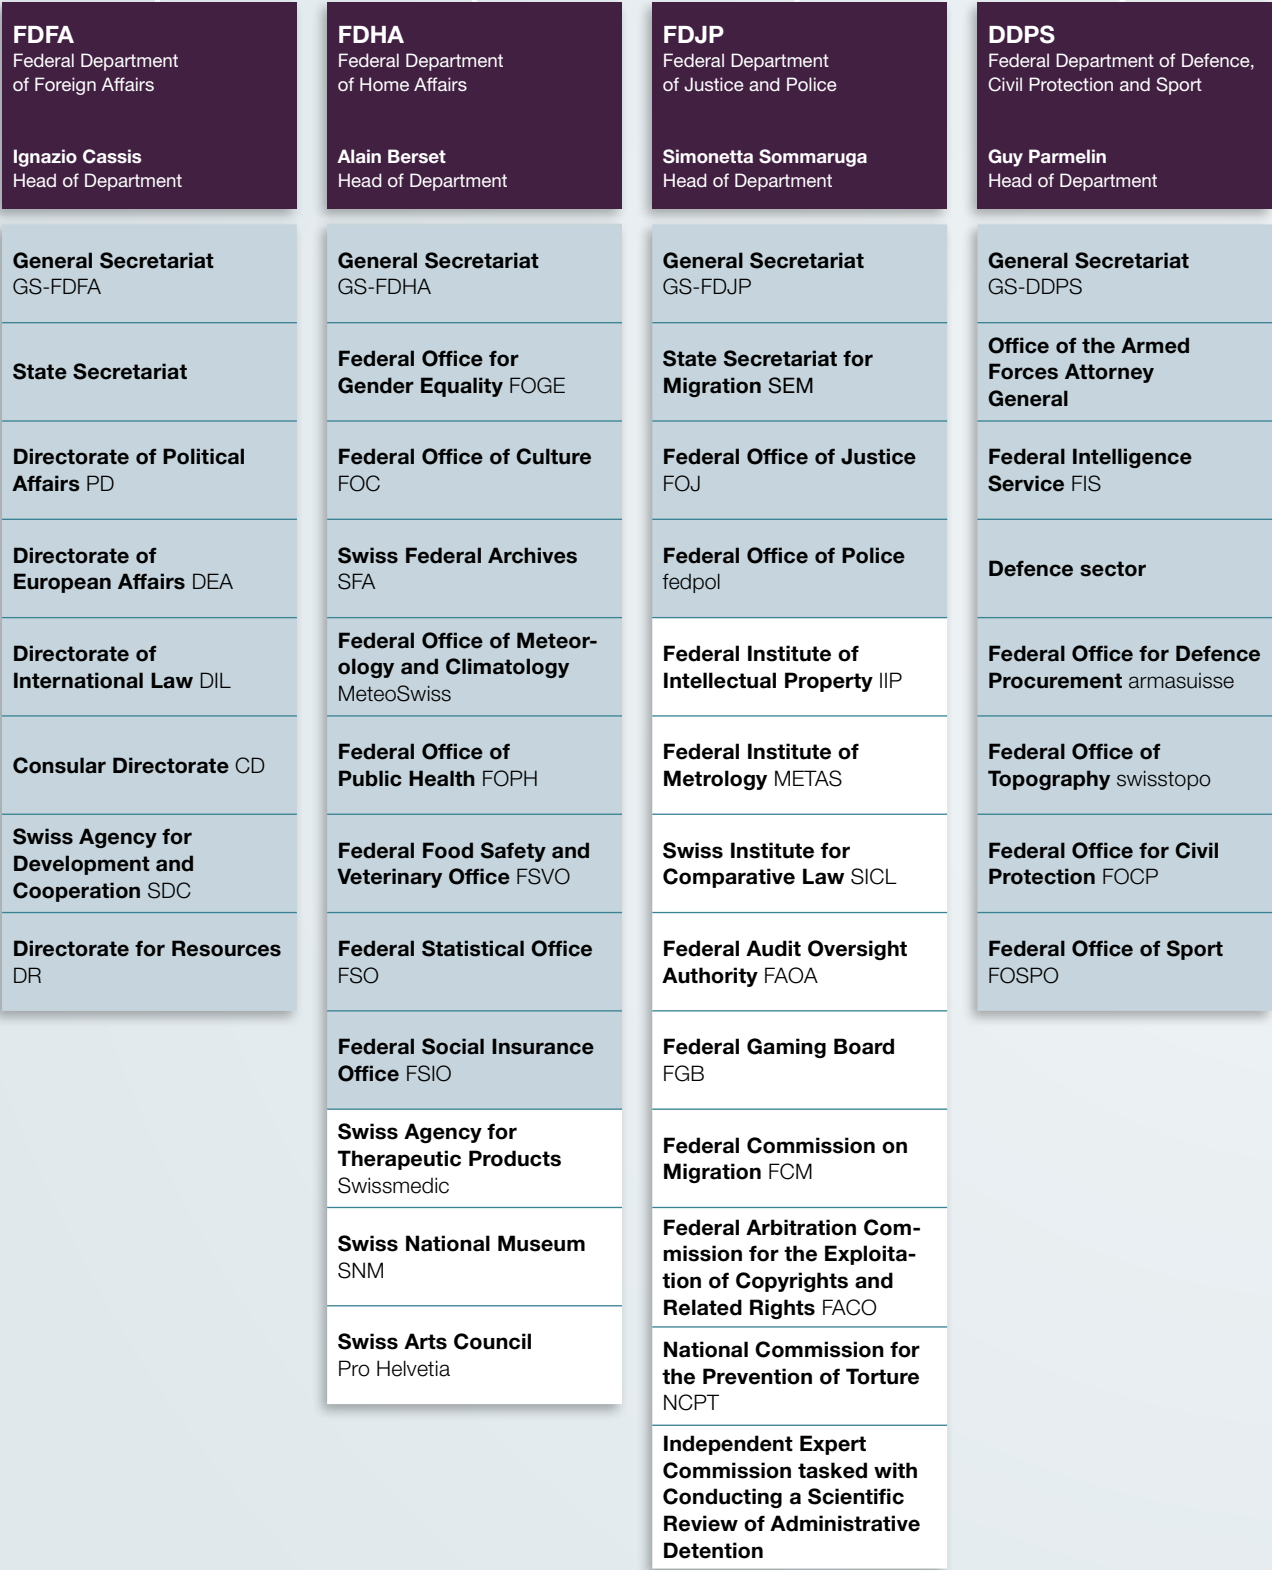 FDFA
Federal Department
of Foreign Affairs
Ignazio Cassis
Head of Department
General Secretariat
GS-FDFA
State Secretariat
Directorate of Political
Affairs PD
Directorate of
European Affairs DEA
Directorate of
International Law DIL
Consular Directorate CD
Swiss Agency for
Development and
Cooperation SDC
Directorate for Resources
DR
FDHA
Federal Department
of Home Affairs
Alain Berset
Head of Department
General Secretariat
GS-FDHA
Federal Office for
Gender Equality FOGE
Federal Office of Culture
FOC
Swiss Federal Archives
SFA
Federal Office of Meteor-
ology and Climatology
MeteoSwiss
Federal Office of
Public Health FOPH
Federal Food Safety and
Veterinary Office FSVO
Federal Statistical Office
FSO
Federal Social Insurance
Office FSIO
Swiss Agency for
Therapeutic Products
Swissmedic
Swiss National Museum
SNM
Swiss Arts Council
Pro Helvetia
FDJP
Federal Department
of Justice and Police
Simonetta Sommaruga
Head of Department
General Secretariat
GS-FDJP
State Secretariat for
Migration SEM
Federal Office of Justice
FOJ
Federal Office of Police
fedpol
Federal Institute of
Intellectual Property IIP
Federal Institute of
Metrology METAS
Swiss Institute for
Comparative Law SICL
Federal Audit Oversight
Authority FAOA
Federal Gaming Board
FGB
Federal Commission on
Migration FCM
Federal Arbitration Com-
mission for the Exploita-
tion of Copyrights and
Related Rights FACO
National Commission for
the Prevention of Torture
NCPT
Independent Expert
Commission tasked with
Conducting a Scientific
Review of Administrative
Detention
DDPS
Federal Department of Defence,
Civil Protection and Sport
Guy Parmelin
Head of Department
General Secretariat
GS-DDPS
Office of the Armed
Forces Attorney
General
Federal Intelligence
Service FIS
Defence sector
Federal Office for Defence
Procurement armasuisse
Federal Office of
Topography swisstopo
Federal Office for Civil
Protection FOCP
Federal Office of Sport
FOSPO